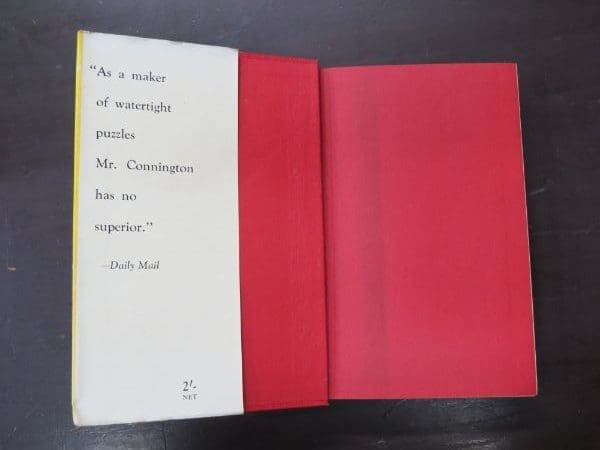 “As a maker
of watertight
puzzles
Mr. Connington
has no
superior.”
—Daily Mail
2/-
NET